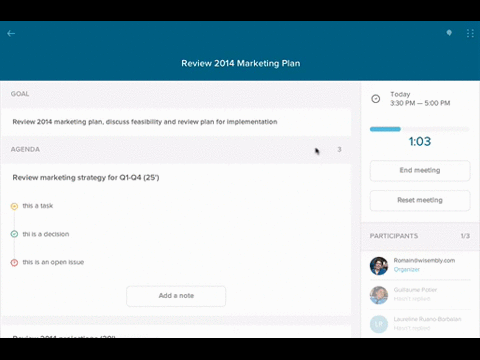 Review 2014 Marketing Plan
GOAL
Review 2014 marketing plan, discuss feasibility and review plan for implementation
AGENDA 3
Review marketing strategy for Q1-Q4 (25')
this a task
thi is a decision
this is an open issue
Add a note
Review 2014 projections (20')
Today
3:30 PM — 5:00 PM
1:03
End meeting
Reset meeting
PARTICIPANTS 1/3
Romain@wisembly.com
Organizer
Guillaume Potier
Hasn't replied
Laureline Ruano-Barbalan
Hasn't replied